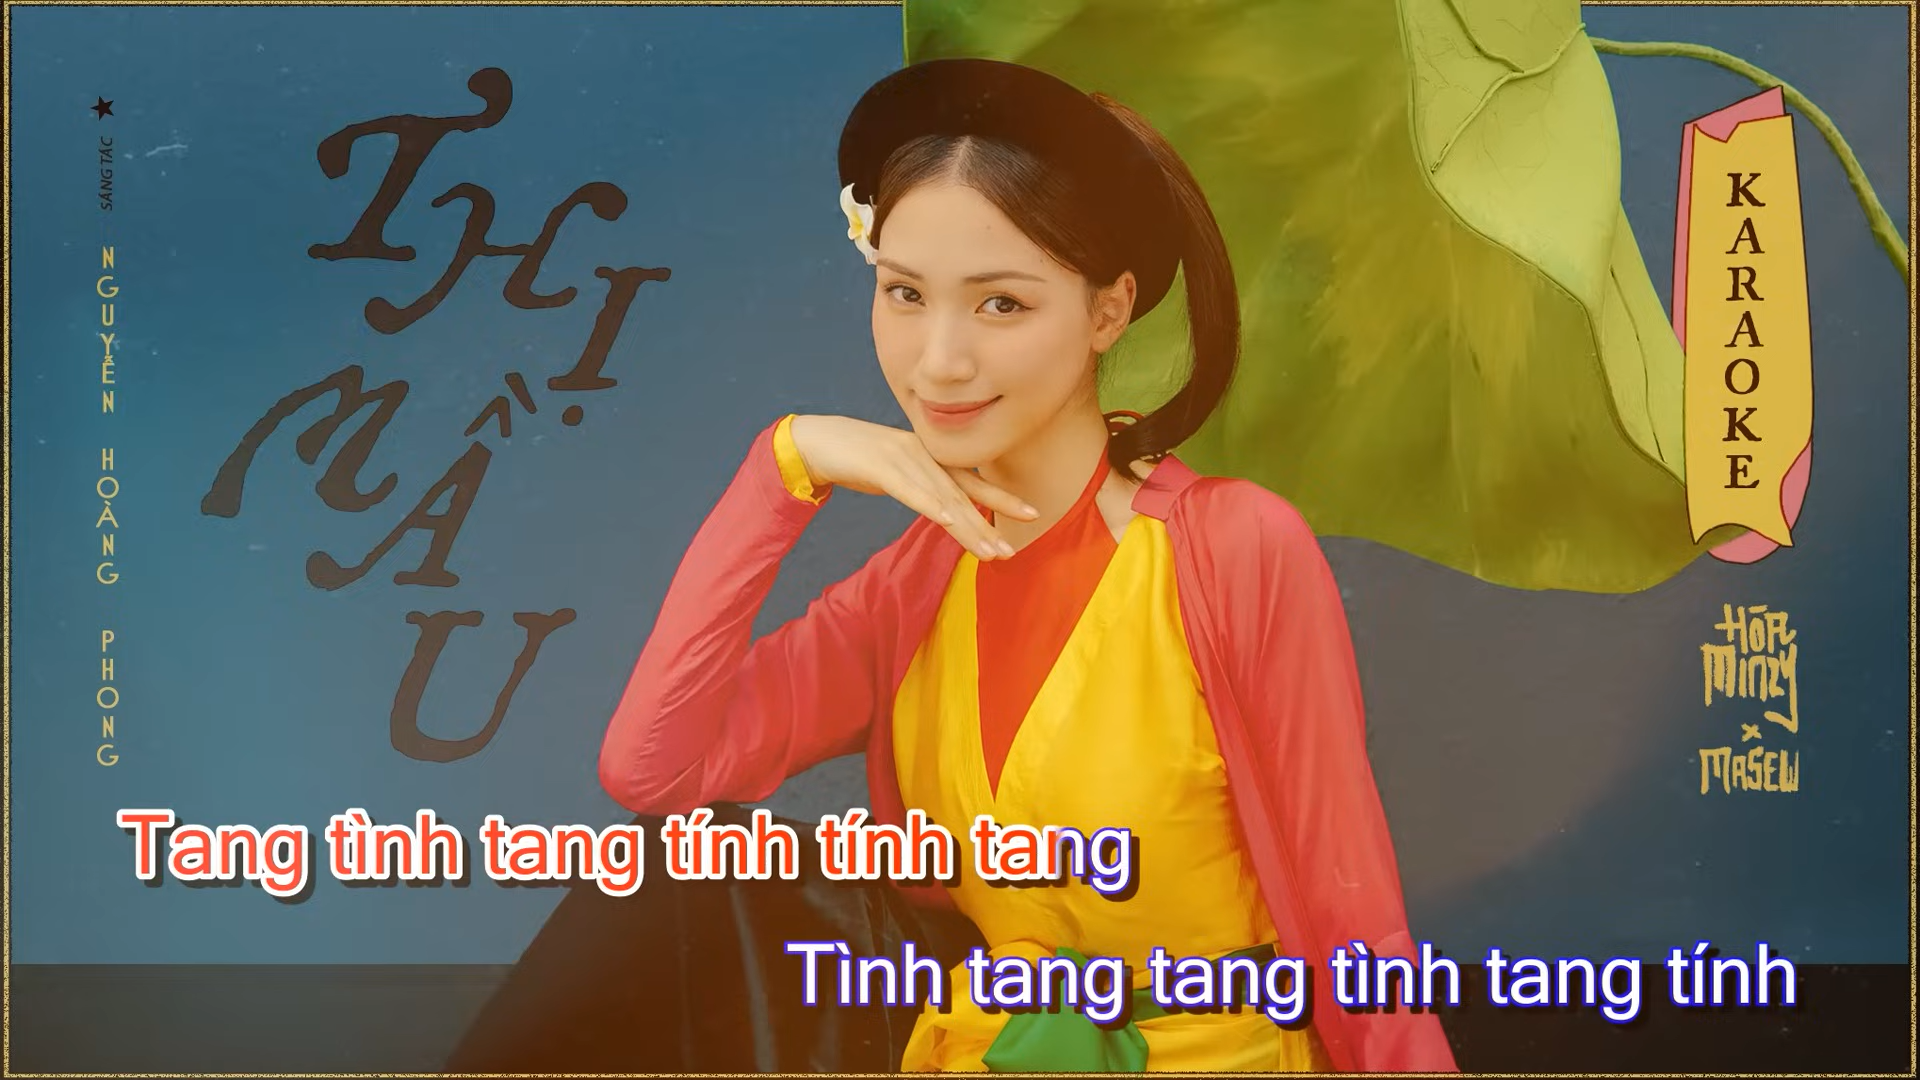 SÁNG TÁC NGUYỄN HOÀNG PHONG
THỊ
MẦU
KARAOKE
HÒA
MINZY
x
MASEW
Tang tình tang tính tính tang
Tình tang tang tình tang tính